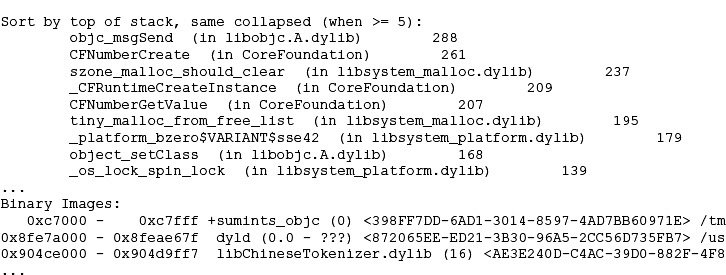 Sort by top of stack, same collapsed (when >= 5):
objc_msgSend (in libobjc.A.dylib) 288
CFNumberCreate (in CoreFoundation) 261
szone_malloc_should_clear (in libsystem_malloc.dylib) 237
_CFRuntimeCreateInstance (in CoreFoundation) 209
CFNumberGetValue (in CoreFoundation) 207
tiny_malloc_from_free_list (in libsystem_malloc.dylib) 195
_platform_bzero$VARIANT$sse42 (in libsystem_platform.dylib) 179
object_setClass (in libobjc.A.dylib) 168
_os_lock_spin_lock (in libsystem_platform.dylib) 139
...
Binary Images:
0xc7000 - 0xc7fff +sumints_objc (0) <398FF7DD-6AD1-3014-8597-4AD7BB60971E> /tm
0x8fe7a000 - 0x8feae67f dyld (0.0 - ???) <872065EE-ED21-3B30-96A5-2CC56D735FB7> /us
0x904ce000 - 0x904d9ff7 libChineseTokenizer.dylib (16) <AE3E240D-C4AC-39D0-882F-4F8
...